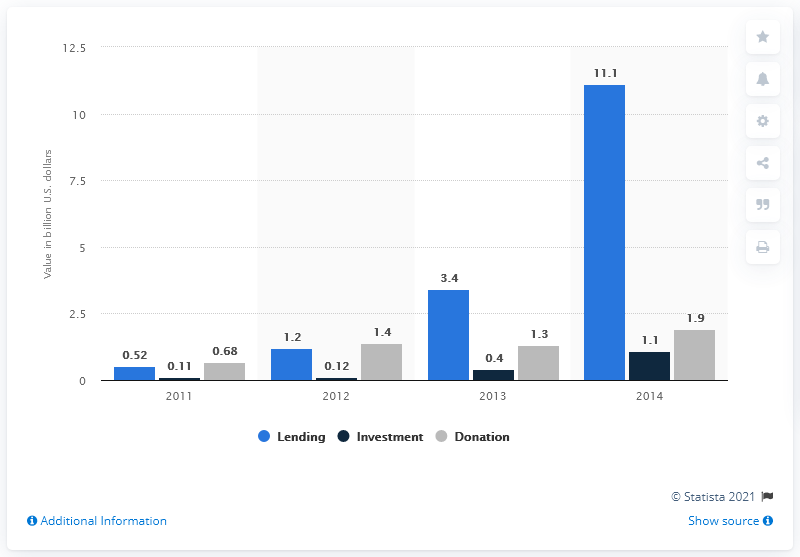 12.5
10
7.5
5
2.5
0
Value in billion U.S. dollars
0.52 0.11 0.68
1.2 0.12 1.4
3.4 0.4 1.3
11.1 1.1 1.9
2011 2012 2013 2014
Lending Investment Donation
© Statista 2021
Additional Information Show source